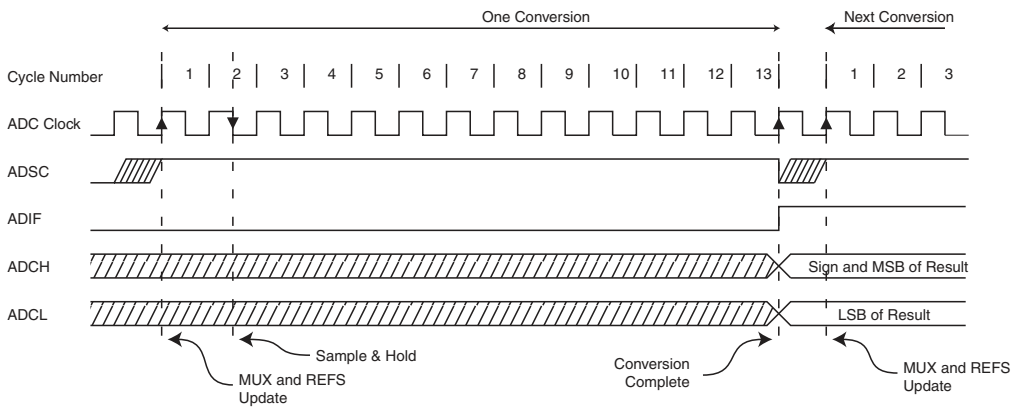 One Conversion
Next Conversion
Cycle Number
1 2 3 4 5 6 7 8 9 10 11 12 13 1 2 3
ADC Clock
ADSC
ADIF
ADCH
Sign and MSB of Result
ADCL
LSB of Result
MUX and REFS
Update
Sample & Hold
Conversion
Complete
MUX and REFS
Update